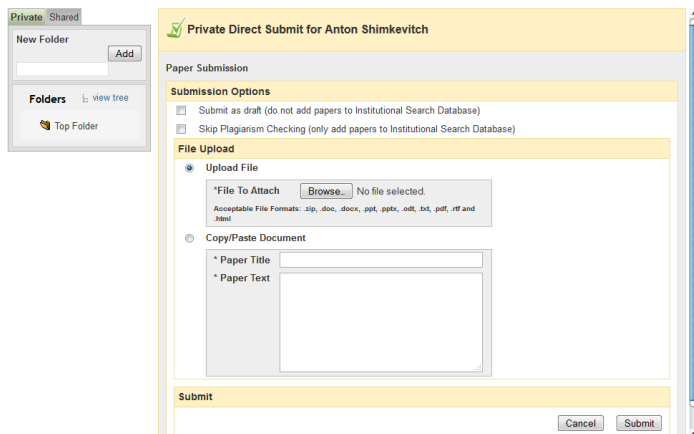 Private Shared
New Folder
Add
Folders view tree
Top Folder
Private Direct Submit for Anton Shimkevitch
Paper Submission
Submission Options
Submit as draft (do not add papers to Institutional Search Database)
Skip Plagiarism Checking (only add papers to Institutional Search Database)
File Upload
Upload File
*File To Attach Browse.. No file selected.
Acceptable File Formats: .zip, .doc, .docx, .ppt, .pptx, .odt, .txt, .pdf, .rtf and
.html
Copy/Paste Document
* Paper Title
* Paper Text
Submit
Cancel Submit